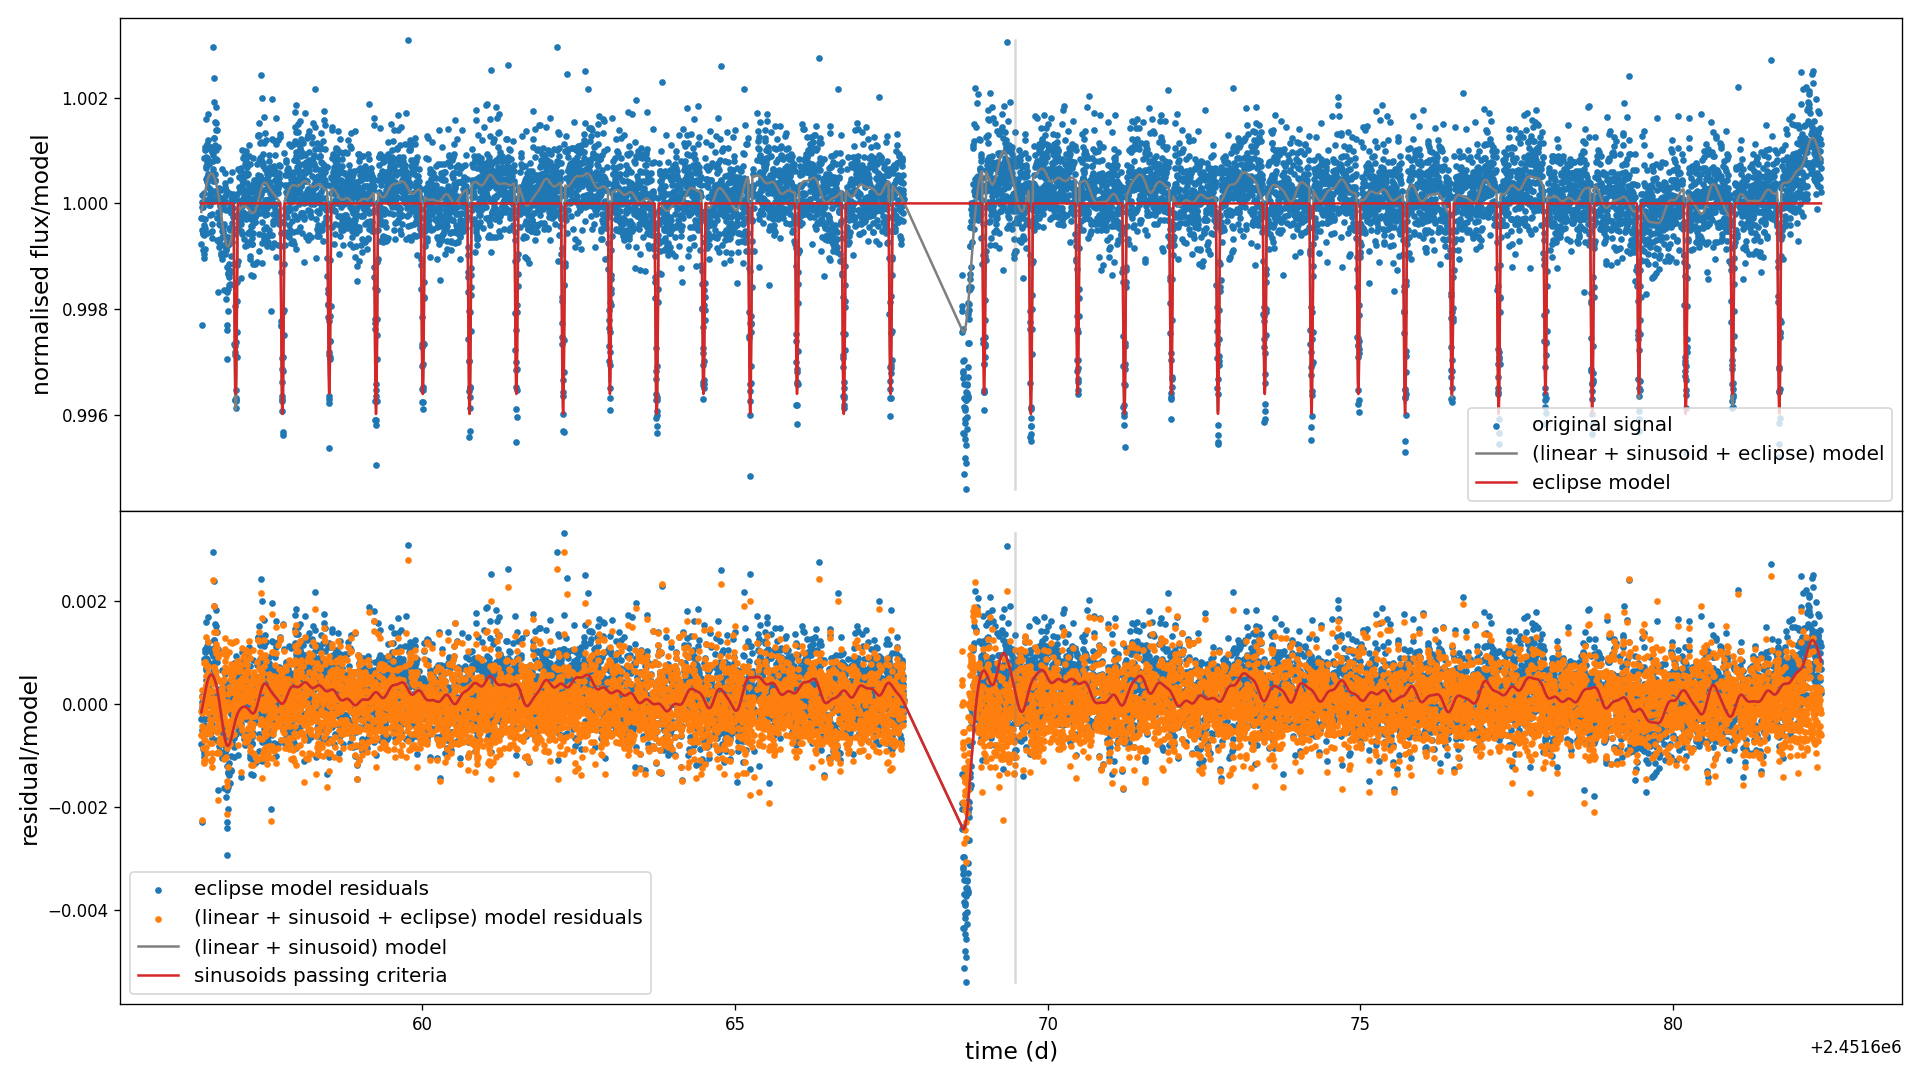 normalised flux/model
1.002
1.000
0.998
0.996
original signal
(linear + sinusoid + eclipse) model
eclipse model
residual/model
0.002
0.000
−0.002
−0.004
eclipse model residuals
(linear + sinusoid + eclipse) model residuals
(linear + sinusoid) model
sinusoids passing criteria
60
65
70
75
80
time (d)
+2.4516e6